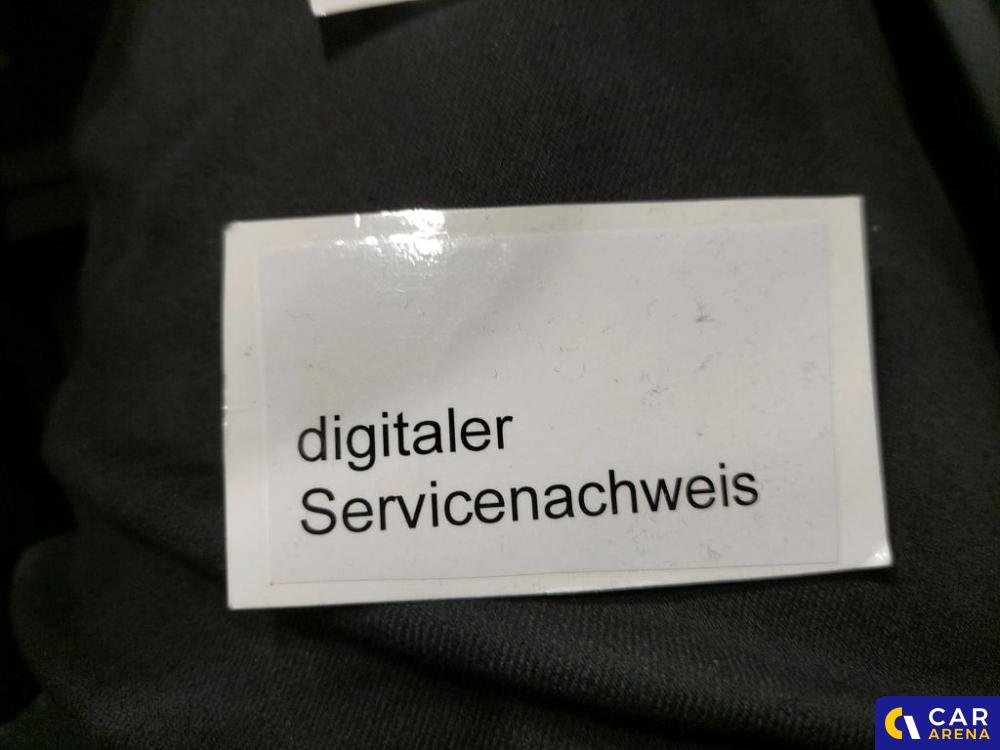 digitaler
Servicenachweis
CAR
ARENA